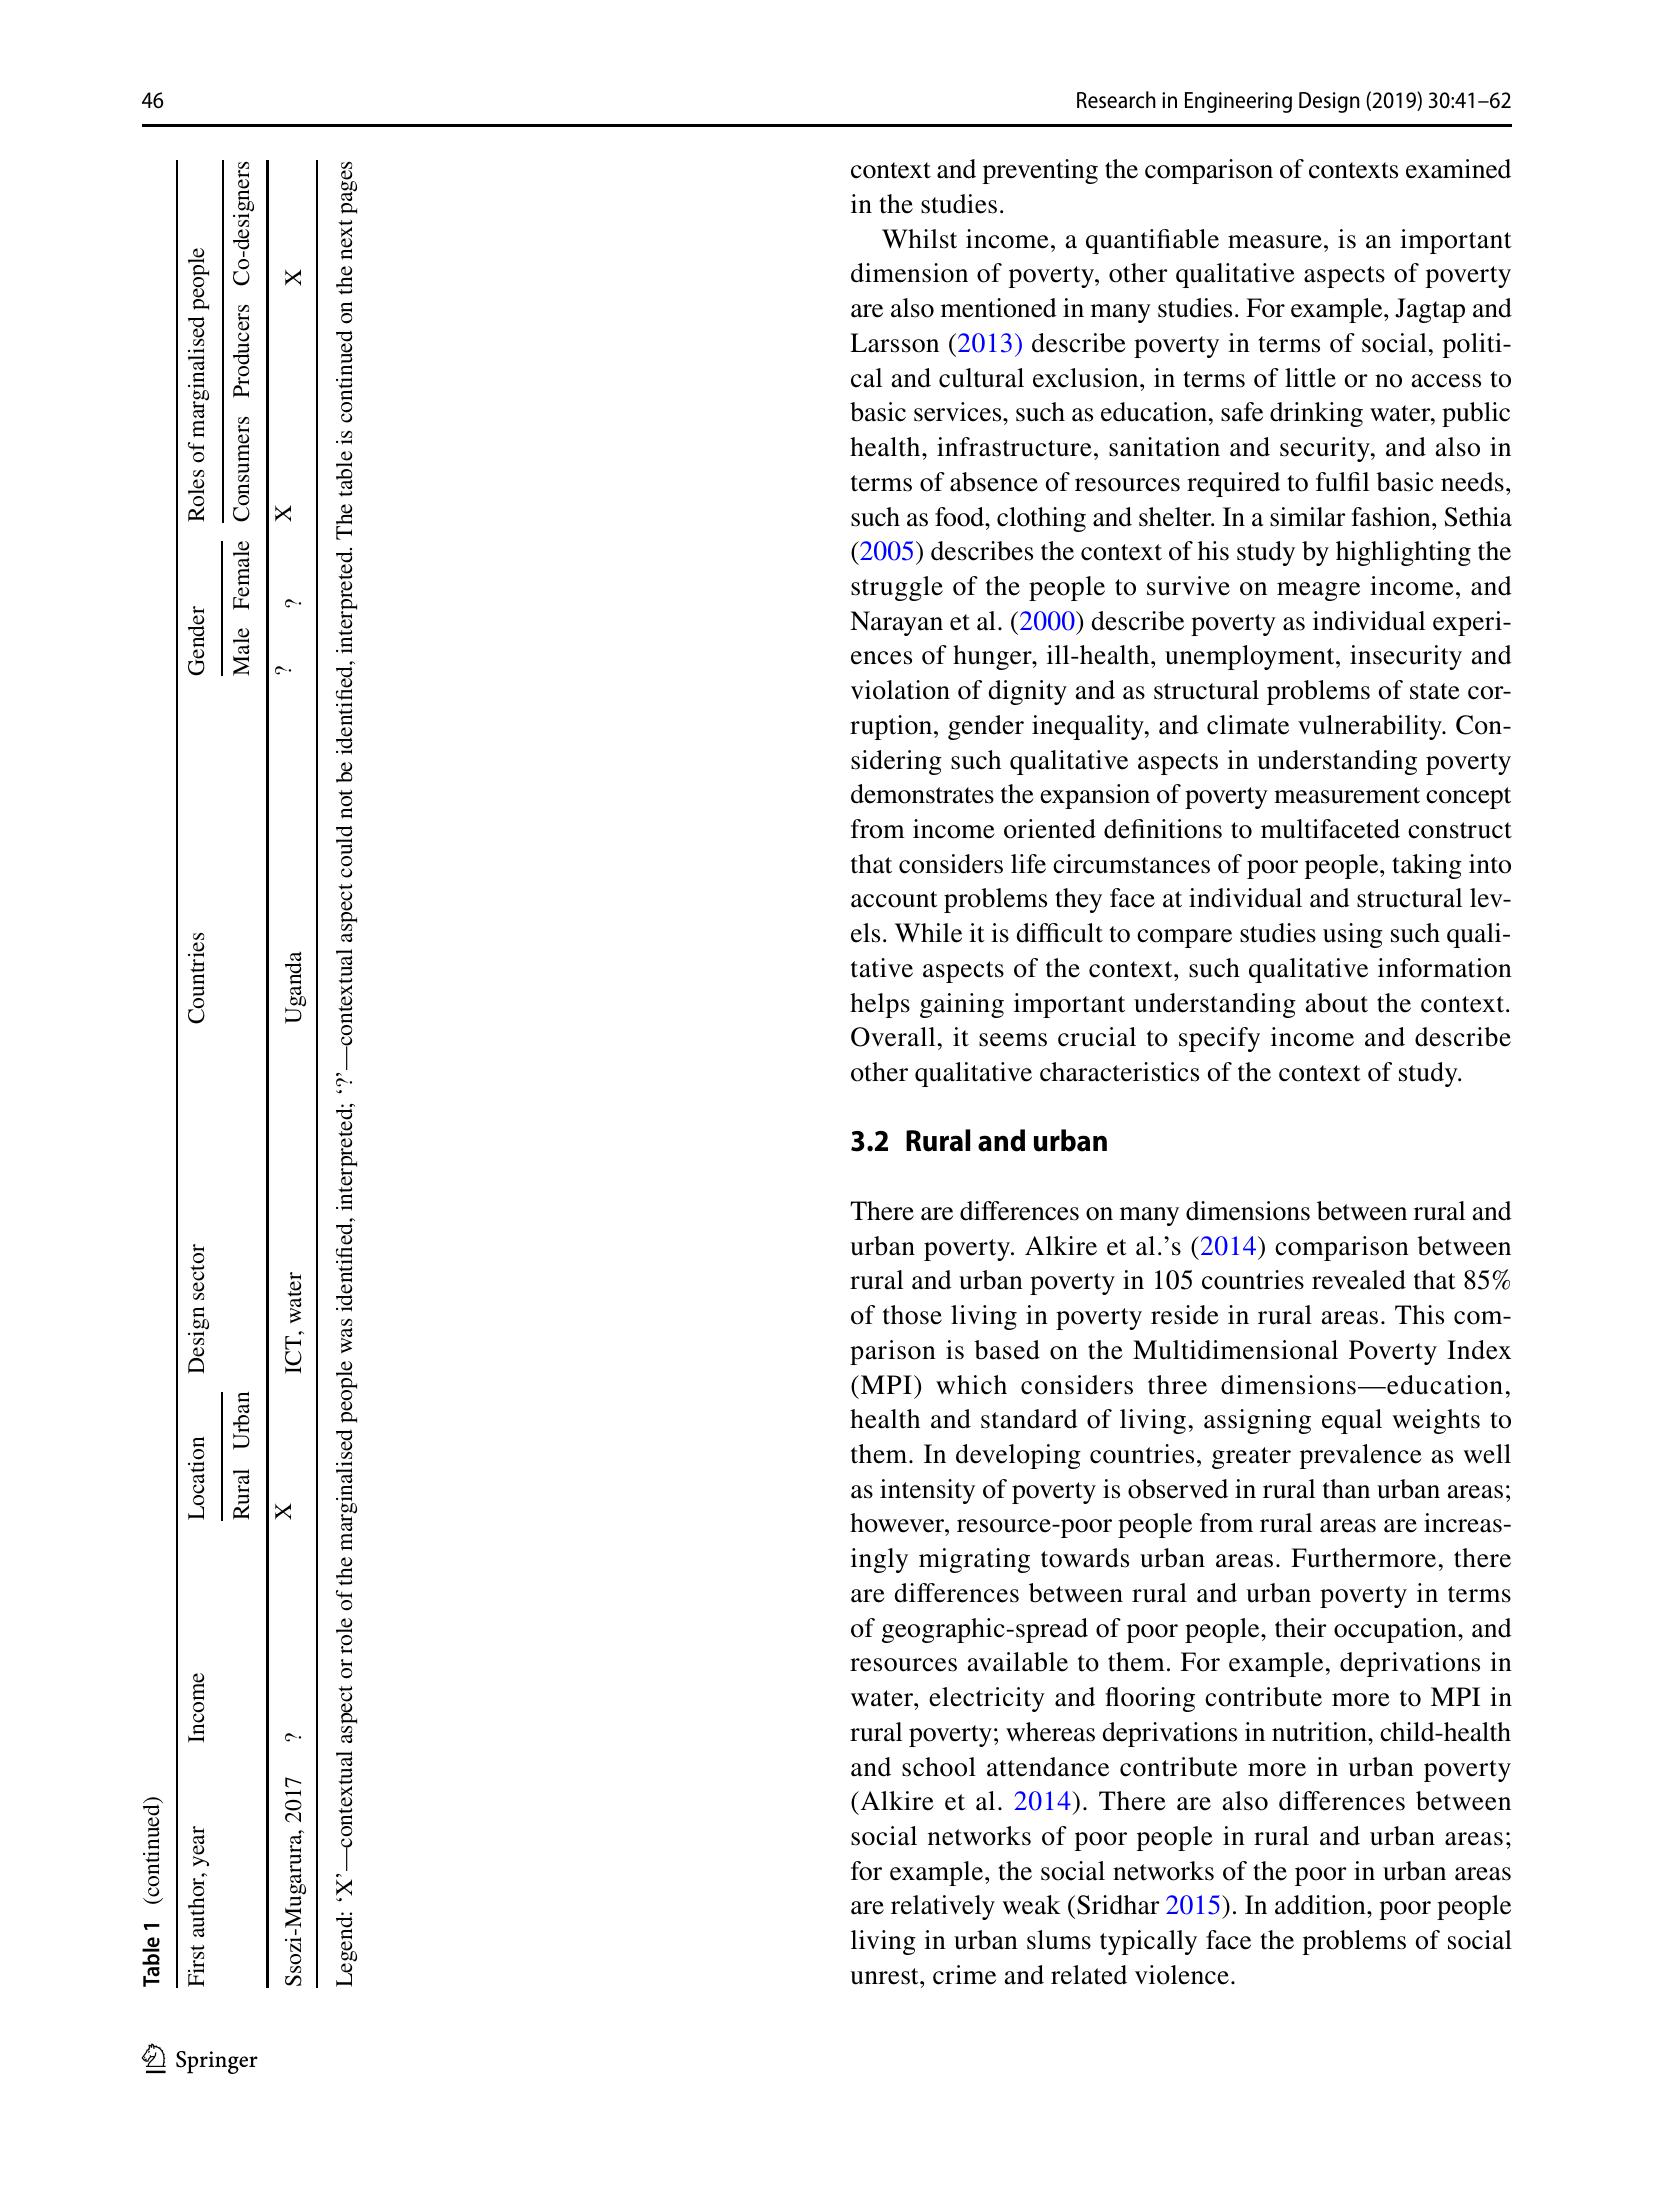 46
Research in Engineering Design (2019) 30:41–62
Table 1 (continued)
First author, year Income Location Design sector Countries Gender Roles of marginalised people
Rural Urban Male Female Consumers Producers Co-designers
Ssozi-Mugarura, 2017 ? X ICT, water Uganda ? ? X X
Legend: ‘X’—contextual aspect or role of the marginalised people was identified, interpreted; ‘?’—contextual aspect could not be identified, interpreted. The table is continued on the next pages
context and preventing the comparison of contexts examined
in the studies.
Whilst income, a quantifiable measure, is an important
dimension of poverty, other qualitative aspects of poverty
are also mentioned in many studies. For example, Jagtap and
Larsson (2013) describe poverty in terms of social, politi-
cal and cultural exclusion, in terms of little or no access to
basic services, such as education, safe drinking water, public
health, infrastructure, sanitation and security, and also in
terms of absence of resources required to fulfil basic needs,
such as food, clothing and shelter. In a similar fashion, Sethia
(2005) describes the context of his study by highlighting the
struggle of the people to survive on meagre income, and
Narayan et al. (2000) describe poverty as individual experi-
ences of hunger, ill-health, unemployment, insecurity and
violation of dignity and as structural problems of state cor-
ruption, gender inequality, and climate vulnerability. Con-
sidering such qualitative aspects in understanding poverty
demonstrates the expansion of poverty measurement concept
from income oriented definitions to multifaceted construct
that considers life circumstances of poor people, taking into
account problems they face at individual and structural lev-
els. While it is difficult to compare studies using such quali-
tative aspects of the context, such qualitative information
helps gaining important understanding about the context.
Overall, it seems crucial to specify income and describe
other qualitative characteristics of the context of study.
3.2 Rural and urban
There are differences on many dimensions between rural and
urban poverty. Alkire et al.’s (2014) comparison between
rural and urban poverty in 105 countries revealed that 85%
of those living in poverty reside in rural areas. This com-
parison is based on the Multidimensional Poverty Index
(MPI) which considers three dimensions—education,
health and standard of living, assigning equal weights to
them. In developing countries, greater prevalence as well
as intensity of poverty is observed in rural than urban areas;
however, resource-poor people from rural areas are increas-
ingly migrating towards urban areas. Furthermore, there
are differences between rural and urban poverty in terms
of geographic-spread of poor people, their occupation, and
resources available to them. For example, deprivations in
water, electricity and flooring contribute more to MPI in
rural poverty; whereas deprivations in nutrition, child-health
and school attendance contribute more in urban poverty
(Alkire et al. 2014). There are also differences between
social networks of poor people in rural and urban areas;
for example, the social networks of the poor in urban areas
are relatively weak (Sridhar 2015). In addition, poor people
living in urban slums typically face the problems of social
unrest, crime and related violence.
Springer